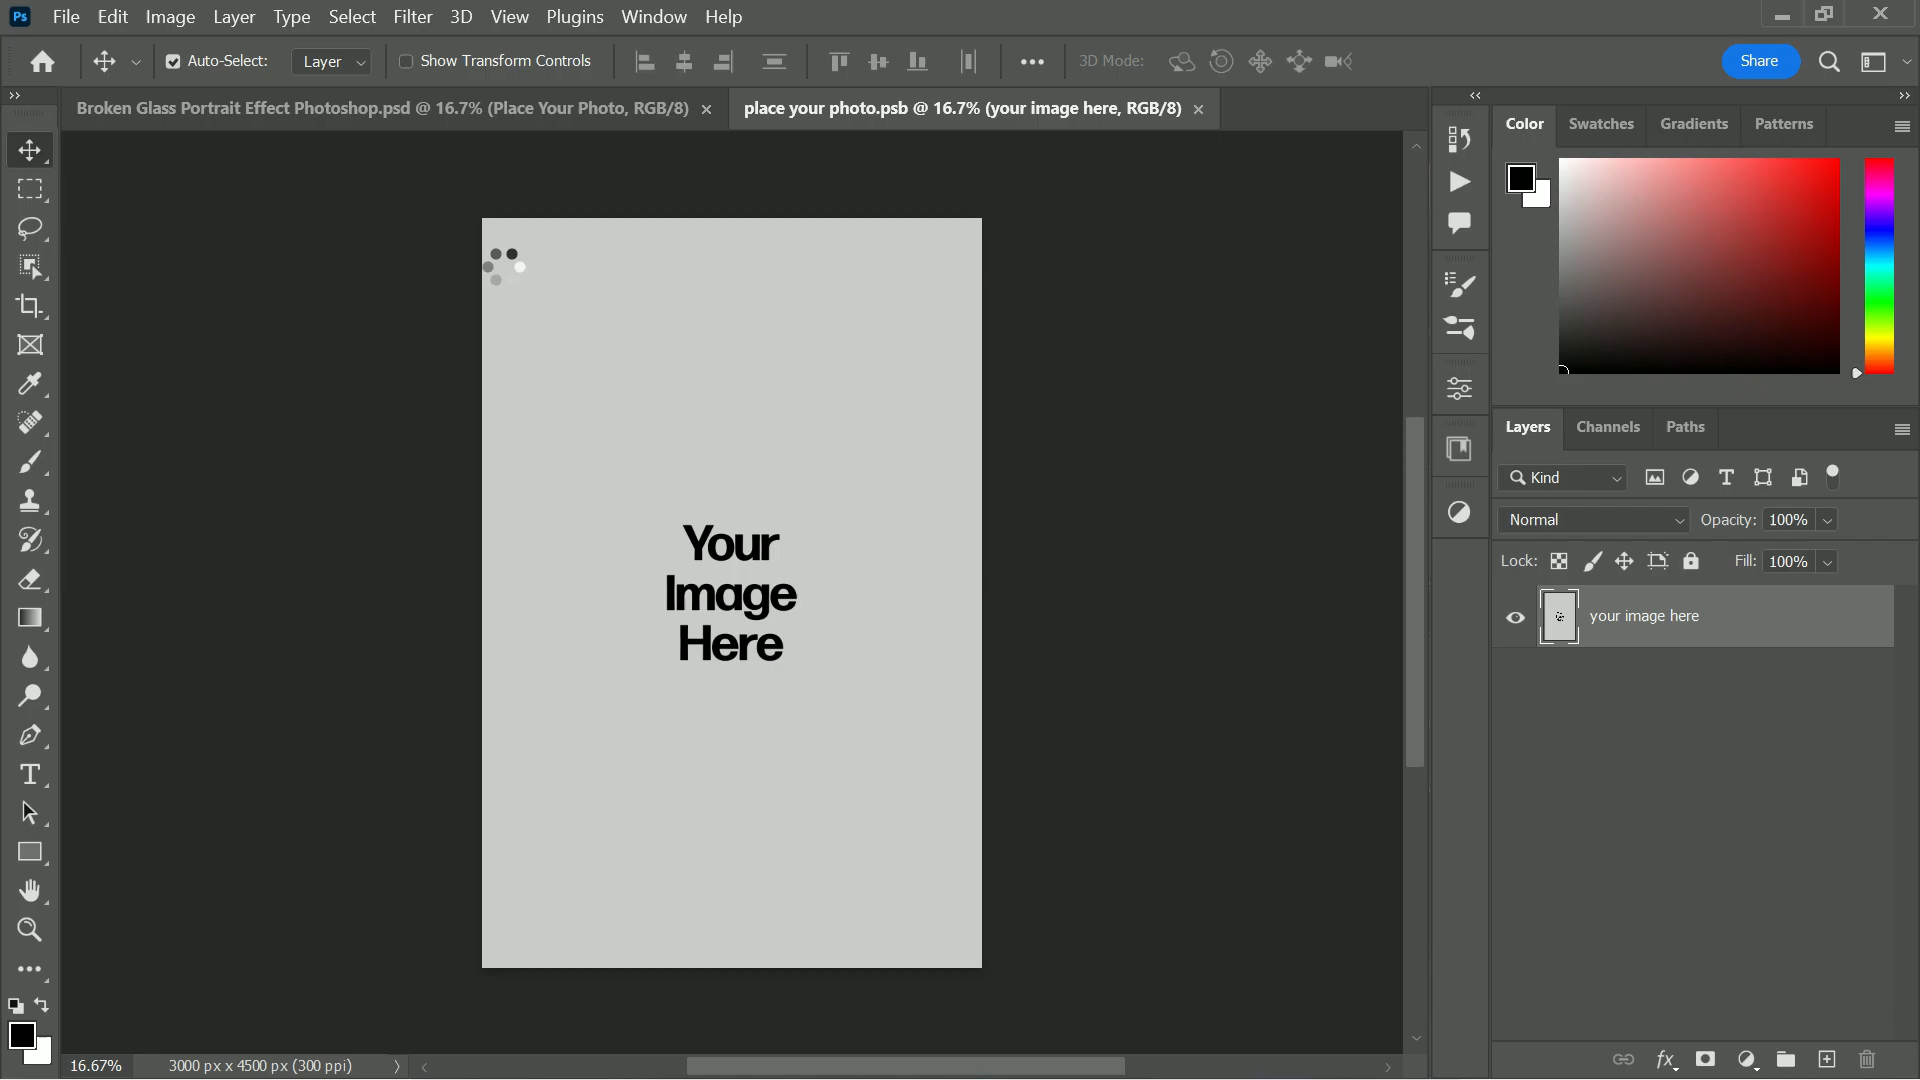 Ps File Edit Image Layer Type Select Filter 3D View Plugins Window Help
Auto-Select: Layer Show Transform Controls 3D Mode: Share
Broken Glass Portrait Effect Photoshop.psd @ 16.7% (Place Your Photo, RGB/8)
place your photo.psb @ 16.7% (your image here, RGB/8)
Color Swatches Gradients Patterns
Your
Image
Here
Layers Channels Paths
Kind
Normal Opacity: 100%
Lock: Fill: 100%
your image here
16.67% 3000 px x 4500 px (300 ppi)
fx